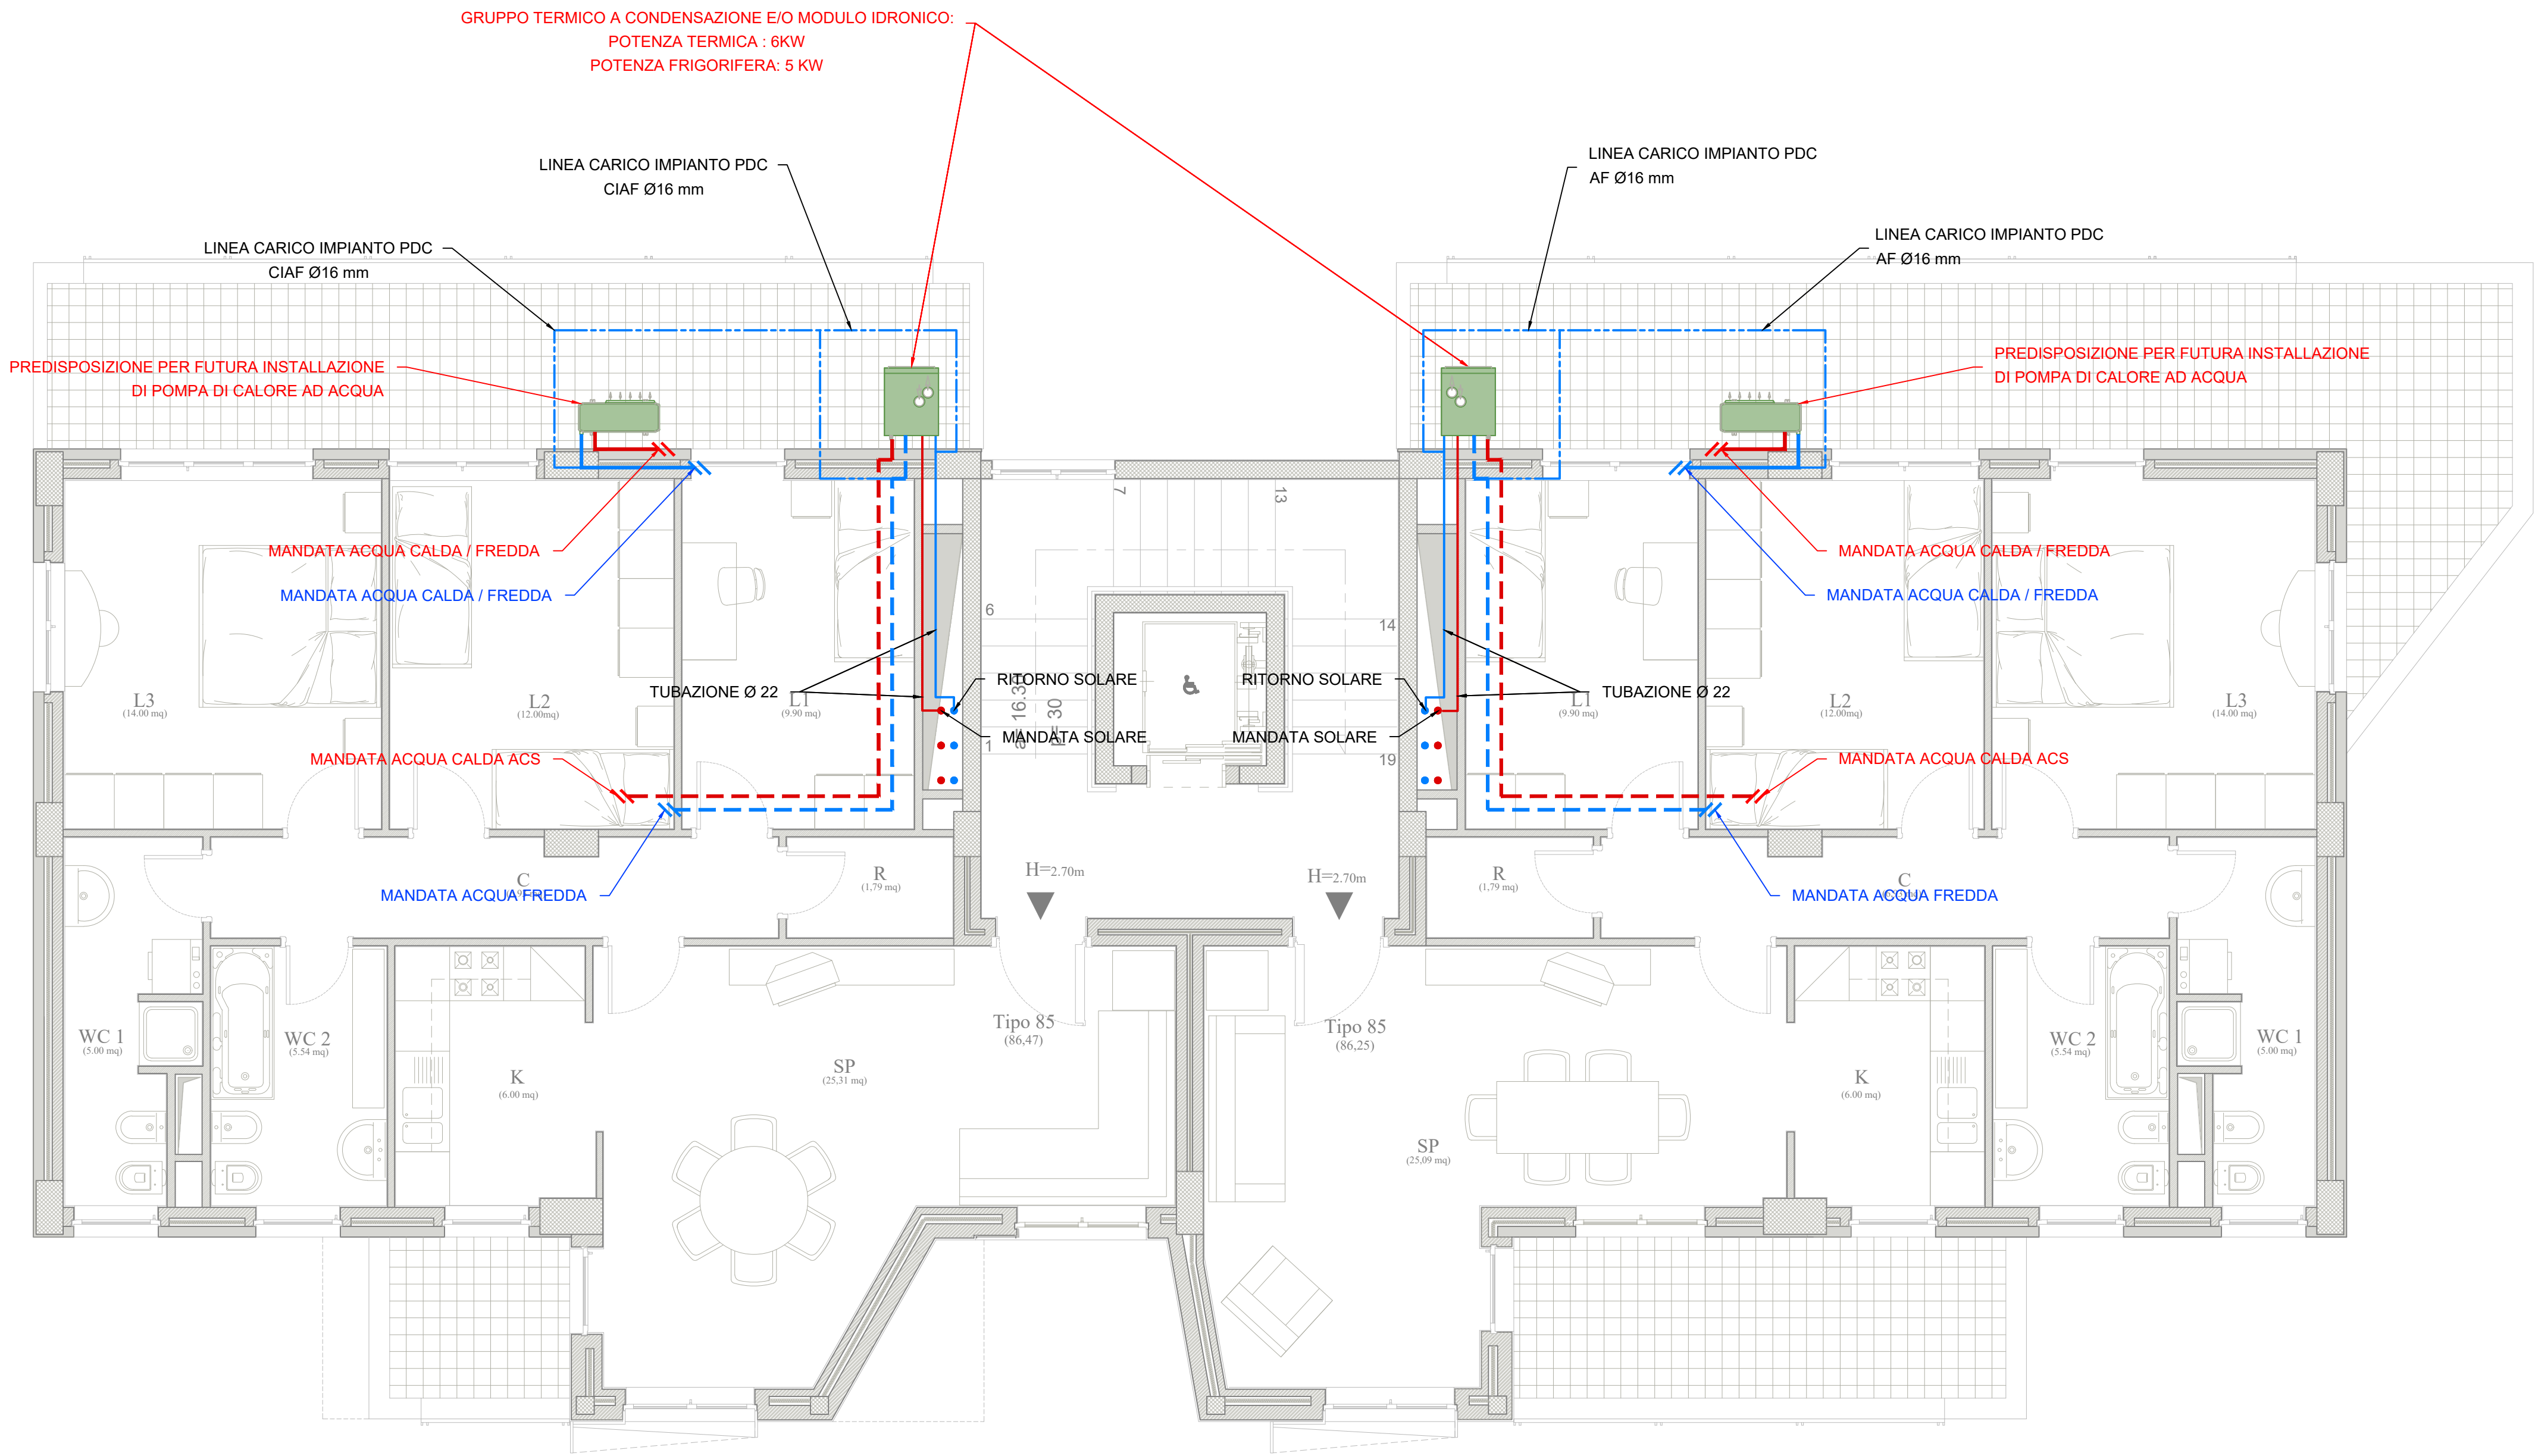 GRUPPO TERMICO A CONDENSAZIONE E/O MODULO IDRONICO:
POTENZA TERMICA : 6KW
POTENZA FRIGORIFERA: 5 KW
LINEA CARICO IMPIANTO PDC
CIAF Ø16 mm
LINEA CARICO IMPIANTO PDC
AF Ø16 mm
LINEA CARICO IMPIANTO PDC
CIAF Ø16 mm
LINEA CARICO IMPIANTO PDC
AF Ø16 mm
PREDISPOSIZIONE PER FUTURA INSTALLAZIONE
DI POMPA DI CALORE AD ACQUA
PREDISPOSIZIONE PER FUTURA INSTALLAZIONE
DI POMPA DI CALORE AD ACQUA
7
13
MANDATA ACQUA CALDA / FREDDA
MANDATA ACQUA CALDA / FREDDA
MANDATA ACQUA CALDA / FREDDA
MANDATA ACQUA CALDA / FREDDA
6
14
L3
(14.00 mq)
L2
(12.00mq)
TUBAZIONE Ø 22
L1
(9.90 mq)
RITORNO SOLARE
MANDATA SOLARE
a= 16.30
p= 30
1
RITORNO SOLARE
MANDATA SOLARE
19
TUBAZIONE Ø 22
L1
(9.90 mq)
L2
(12.00mq)
L3
(14.00 mq)
MANDATA ACQUA CALDA ACS
MANDATA ACQUA CALDA ACS
C
MANDATA ACQUA FREDDA
R
(1,79 mq)
H=2.70m
H=2.70m
R
(1,79 mq)
C
MANDATA ACQUA FREDDA
WC 1
(5.00 mq)
WC 2
(5.54 mq)
K
(6.00 mq)
SP
(25,31 mq)
Tipo 85
(86,47)
Tipo 85
(86,25)
SP
(25,09 mq)
K
(6.00 mq)
WC 2
(5.54 mq)
WC 1
(5.00 mq)